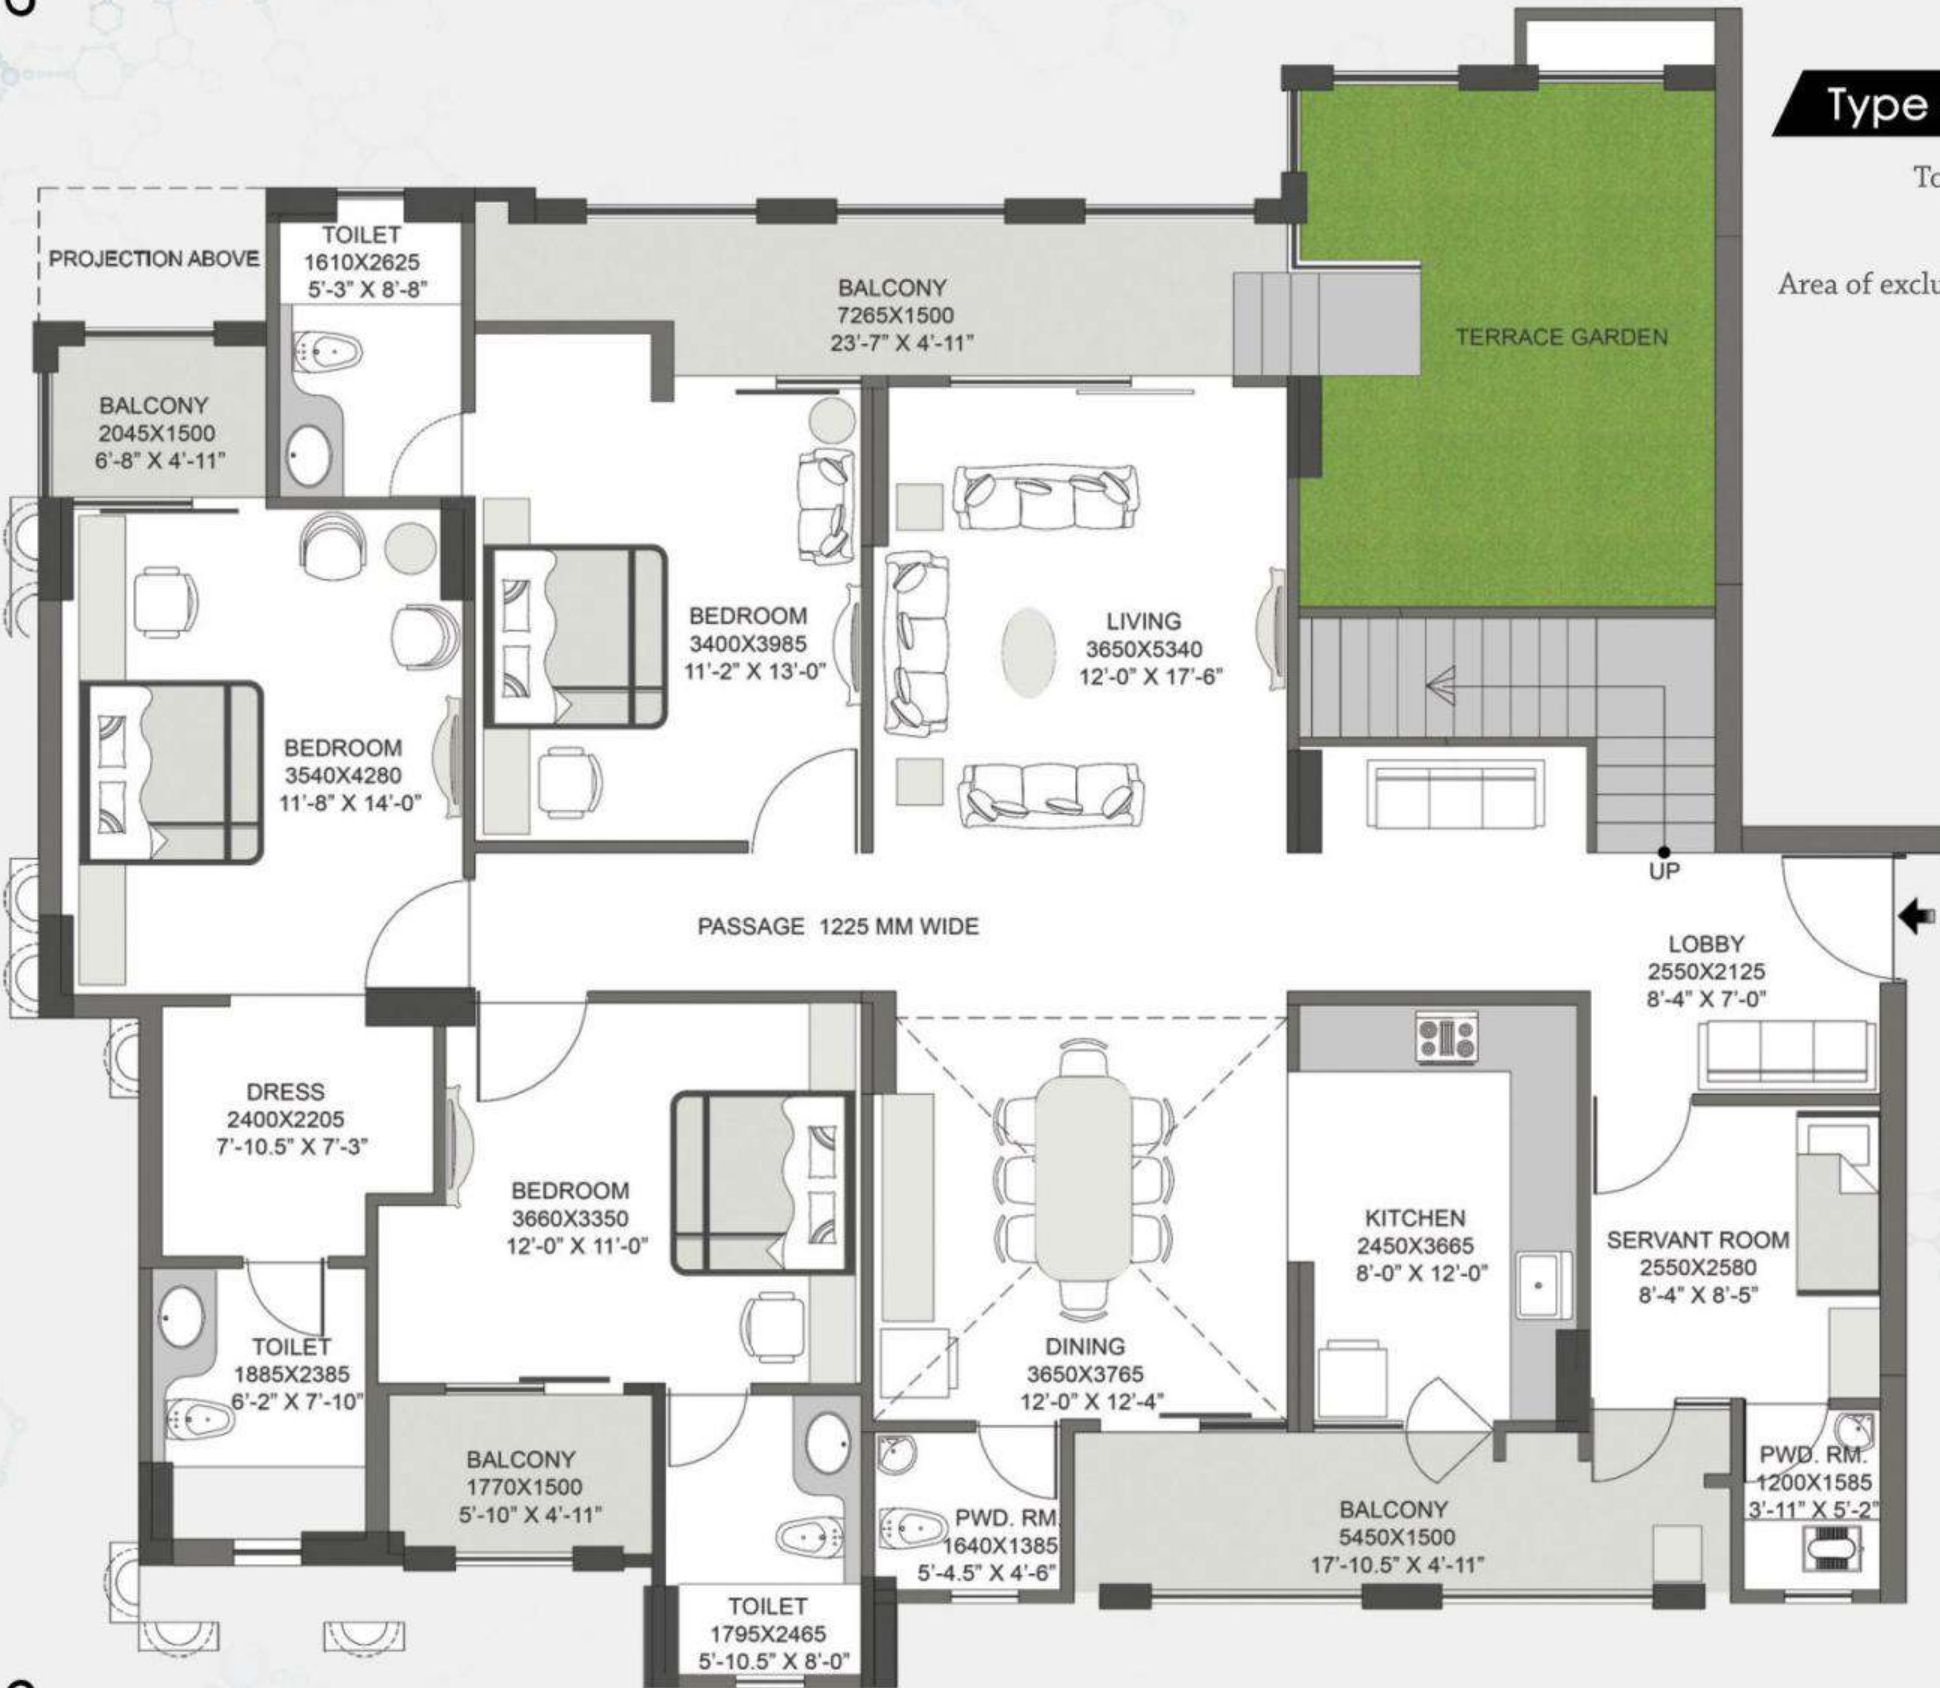 Type
PROJECTION ABOVE
TOILET
1610X2625
5'-3" X 8'-8"
BALCONY
7265X1500
23'-7" X 4'-11"
Area of
TERRACE GARDEN
BALCONY
2045X1500
6'-8" X 4'-11"
BEDROOM
3400X3985
11'-2" X 13'-0"
LIVING
3650X5340
12'-0" X 17'-6"
BEDROOM
3540X4280
11'-8" X 14'-0"
UP
PASSAGE 1225 MM WIDE
LOBBY
2550X2125
8'-4" X 7'-0"
DRESS
2400X2205
7'-10.5" X 7'-3"
BEDROOM
3660X3350
12'-0" X 11'-0"
KITCHEN
2450X3665
8'-0" X 12'-0"
SERVANT ROOM
2550X2580
8'-4" X 8'-5"
TOILET
1885X2385
6'-2" X 7'-10"
DINING
3650X3765
12'-0" X 12'-4"
BALCONY
1770X1500
5'-10" X 4'-11"
PWD. RM.
1640X1385
5'-4.5" X 4'-6"
BALCONY
5450X1500
17'-10.5" X 4'-11"
PWD. RM.
1200X1585
3'-11" X 5'-2"
TOILET
1795X2465
5'-10.5" X 8'-0"